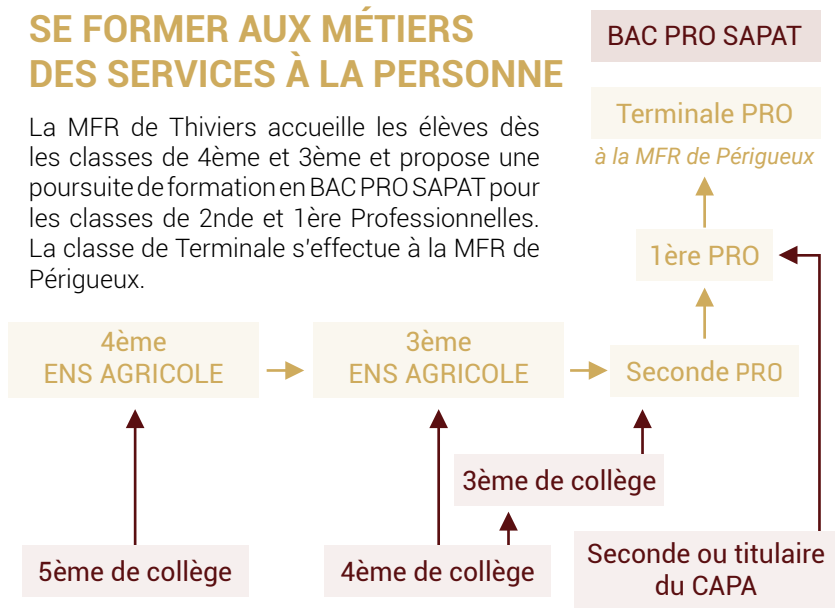 SE FORMER AUX MÉTIERS
DES SERVICES À LA PERSONNE
La MFR de Thiviers accueille les élèves dès
les classes de 4ème et 3ème et propose une
poursuite de formation en BAC PRO SAPAT pour
les classes de 2nde et 1ère Professionnelles.
La classe de Terminale s'effectue à la MFR de
Périgueux.
BAC PRO SAPAT
Terminale PRO
à la MFR de Périgueux
1ère PRO
4ème
ENS AGRICOLE
3ème
ENS AGRICOLE
Seconde PRO
3ème de collège
5ème de collège
4ème de collège
Seconde ou titulaire
du CAPA